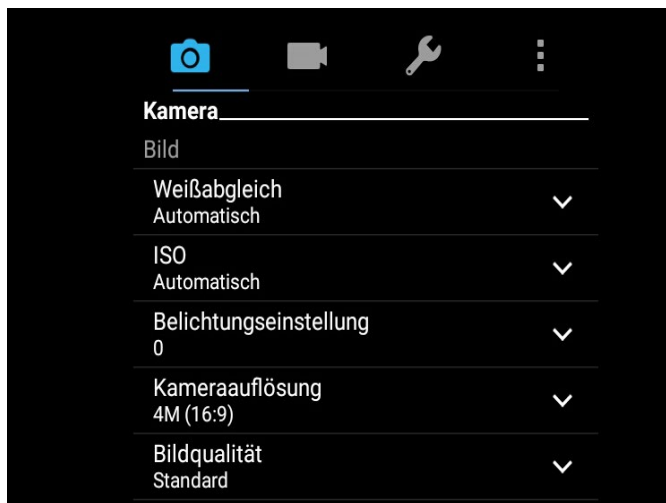 Kamera
Bild
Weißabgleich
Automatisch
ISO
Automatisch
Belichtungseinstellung
0
Kameraauflösung
4M (16:9)
Bildqualität
Standard